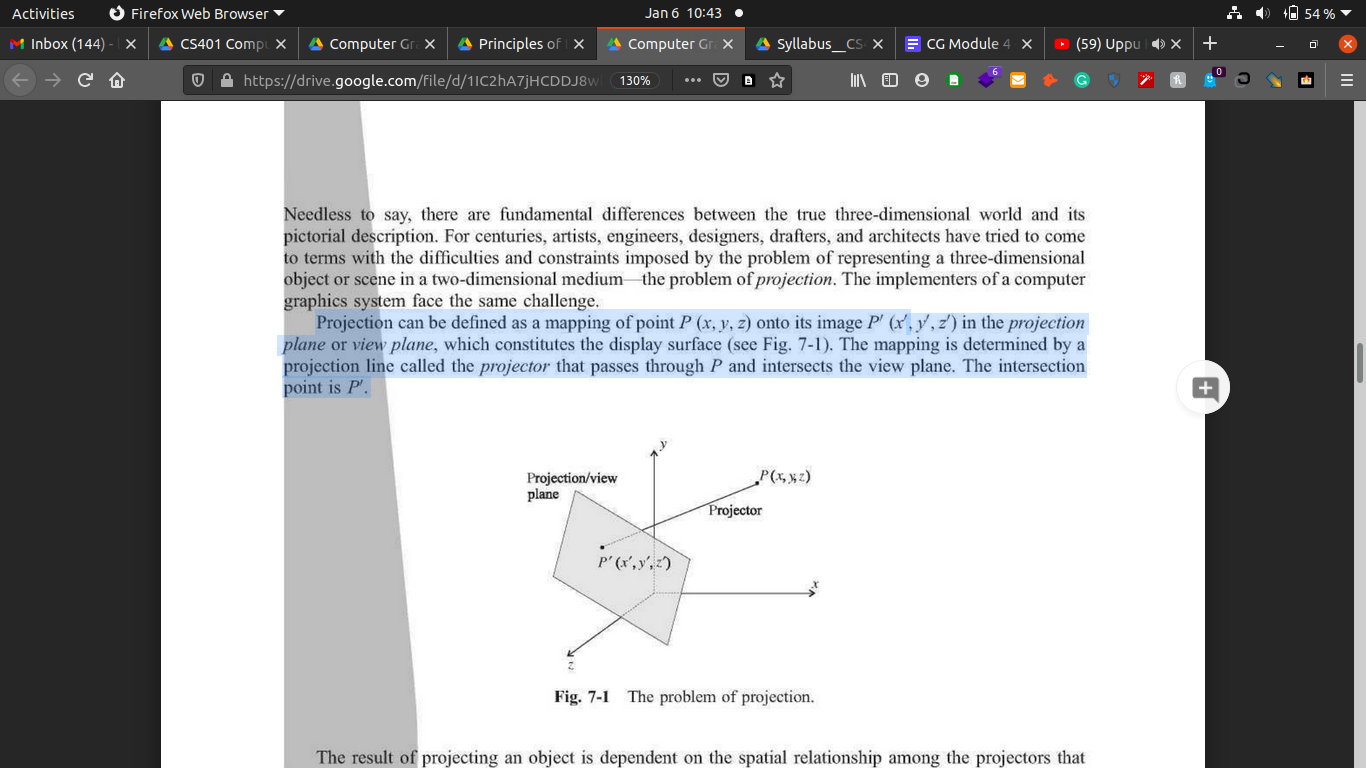 Activities Firefox Web Browser Jan 6 10:43 54 %
Inbox (144) - CS401 Comp Computer Gr Principles of Computer Gr Syllabus__CS CG Module 4 (59) Uppu
https://drive.google.com/file/d/1IC2hA7jHCDDJ8w 130% 6 0
Needless to say, there are fundamental differences between the true three-dimensional world and its
pictorial description. For centuries, artists, engineers, designers, drafters, and architects have tried to come
to terms with the difficulties and constraints imposed by the problem of representing a three-dimensional
object or scene in a two-dimensional medium—the problem of projection. The implementers of a computer
graphics system face the same challenge.
Projection can be defined as a mapping of point P (x, y, z) onto its image P′ (x′, y′, z′) in the projection
plane or view plane, which constitutes the display surface (see Fig. 7-1). The mapping is determined by a
projection line called the projector that passes through P and intersects the view plane. The intersection
point is P′.
y
Projection/view
plane
P(x, y, z)
Projector
P′ (x′, y′, z′)
x
z
Fig. 7-1 The problem of projection.
The result of projecting an object is dependent on the spatial relationship among the projectors that